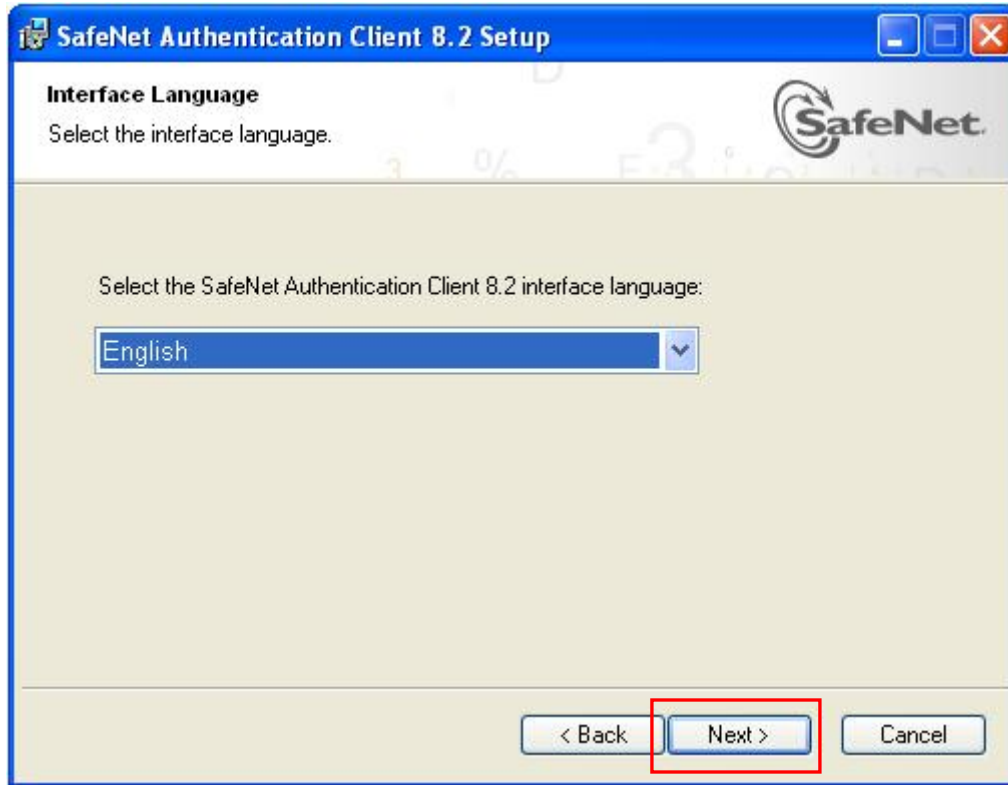 SafeNet Authentication Client 8.2 Setup
Interface Language
Select the interface language.
SafeNet.
Select the SafeNet Authentication Client 8.2 interface language:
English
< Back
Next >
Cancel